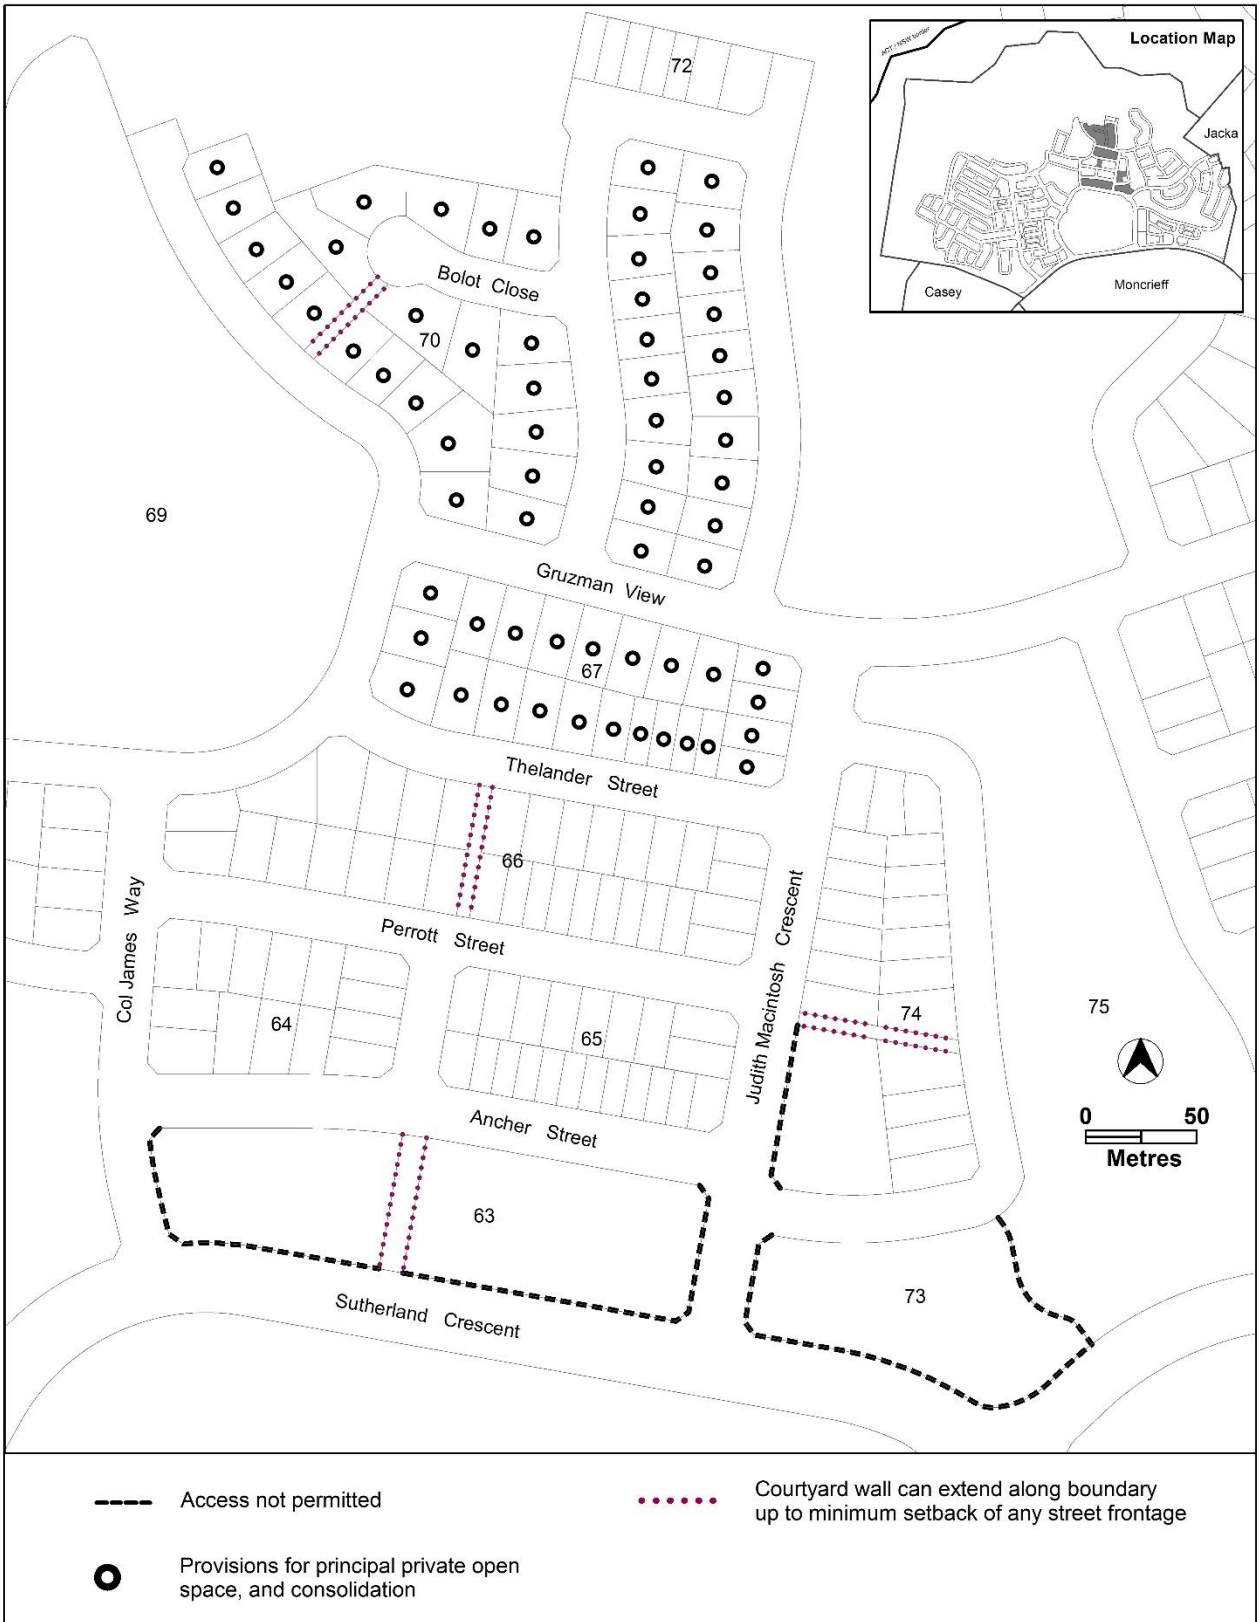 72
Location Map
ACT / NSW border
Jacka
Casey
Moncrieff
Bolot Close
70
69
Gruzman View
67
Thelander Street
66
Col James Way
Perrott Street
Judith Macintosh Crescent
64
65
74
75
Ancher Street
0 50
Metres
63
73
Sutherland Crescent
Access not permitted
Courtyard wall can extend along boundary
up to minimum setback of any street frontage
Provisions for principal private open
space, and consolidation